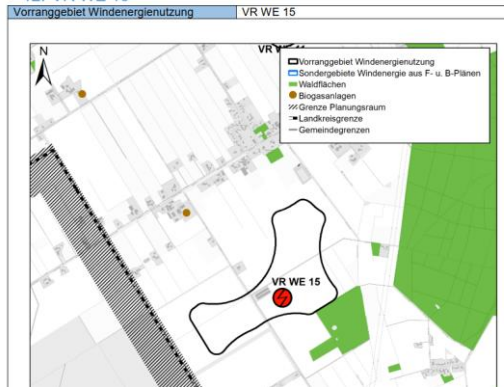 Vorranggebiet Windenergienutzung VR WE 15
N
Vorranggebiet Windenergienutzung
Sondergebiete Windenergie aus F- u. B-Plänen
Waldflächen
Biogasanlagen
Grenze Planungsraum
Landkreisgrenze
Gemeindegrenzen
VR WE 15